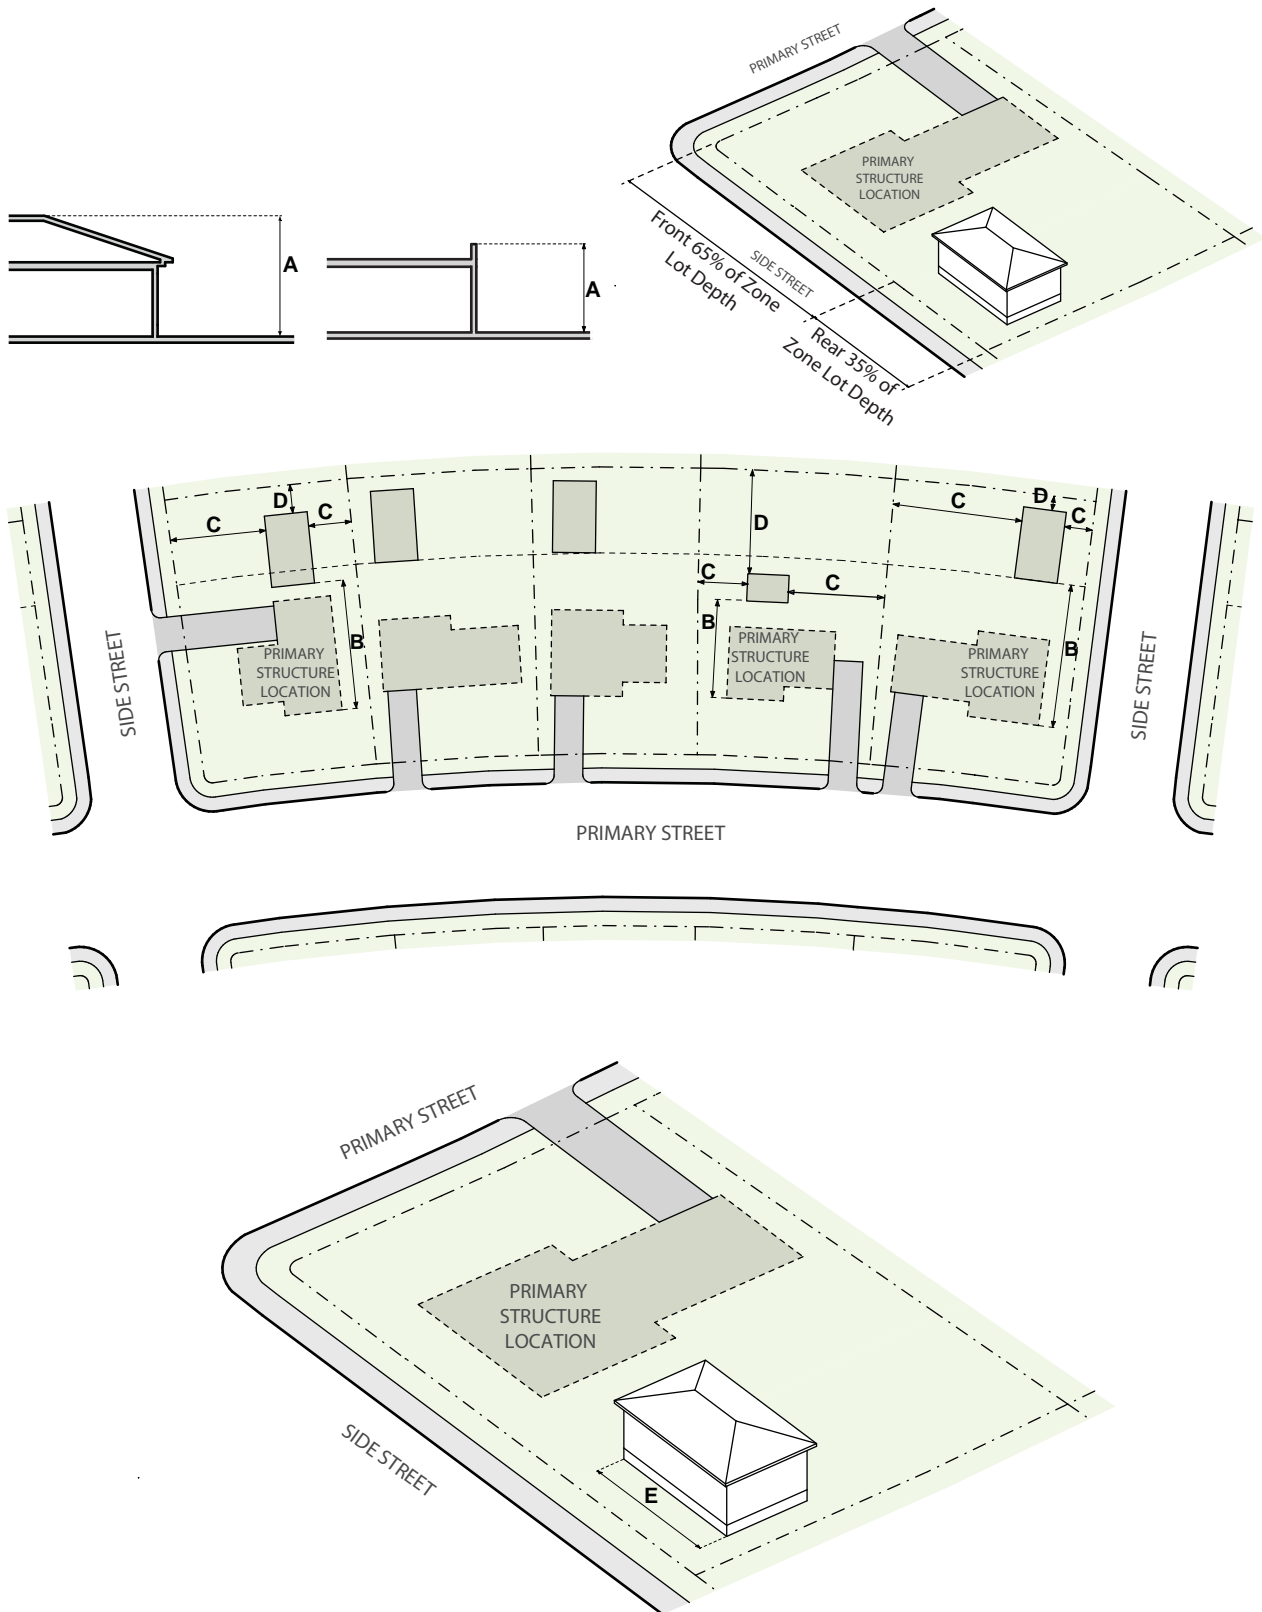 PRIMARY STREET
PRIMARY
STRUCTURE
LOCATION
A
A
Front 65% of Zone
Lot Depth
SIDE STREET
Rear 35% of
Zone Lot Depth
D
C
C
D
C
C
B
C
D
C
B
PRIMARY
STRUCTURE
LOCATION
PRIMARY
STRUCTURE
LOCATION
B
PRIMARY
STRUCTURE
LOCATION
SIDE STREET
SIDE STREET
PRIMARY STREET
PRIMARY STREET
PRIMARY
STRUCTURE
LOCATION
SIDE STREET
E